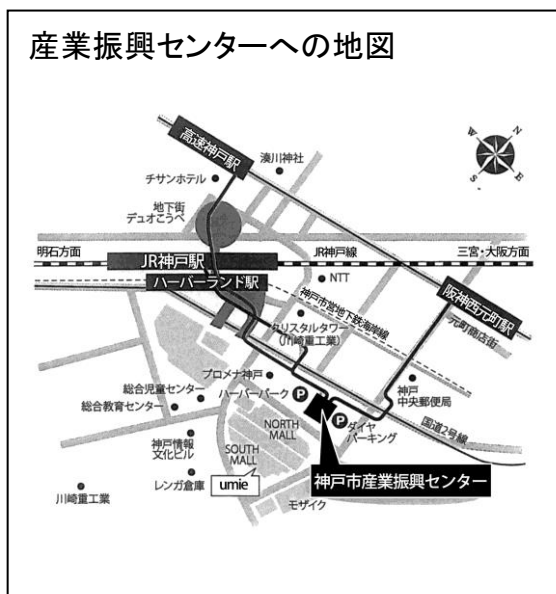 産業振興センターへの地図
高速神戸駅
湊川神社
チサンホテル
地下街
デュオこうべ
N
W
E
S
明石方面
JR神戸駅
JR神戸線
三宮・大阪方面
ハーバーランド駅
NTT
阪神西元町駅
神戸市営地下鉄海岸線
元町商店街
クリスタルタワー
(川崎重工業)
プロメナ神戸
神戸
中央郵便局
総合児童センター
ハーバーパーク
P
総合教育センター
P
ダイヤ
パーキング
国道2号線
NORTH
MALL
神戸情報
文化ビル
SOUTH
MALL
神戸市産業振興センター
レンガ倉庫
umie
川崎重工業
モザイク